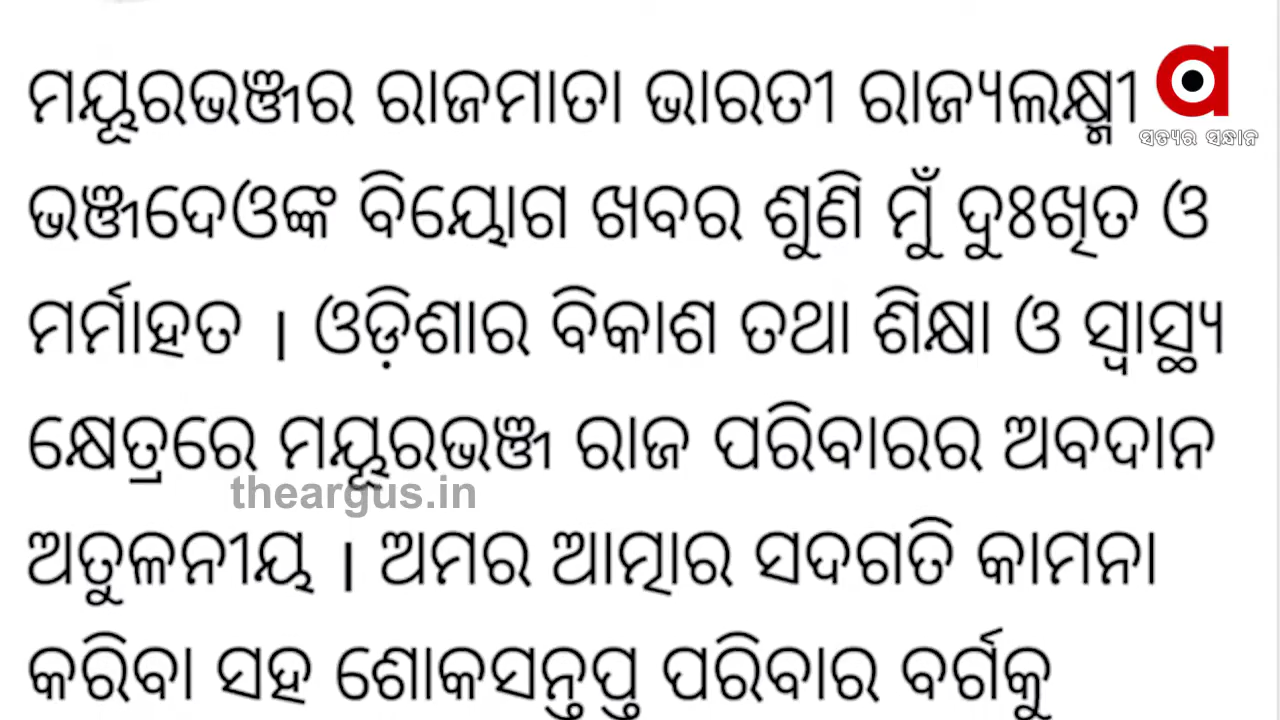 ମୟୂରଭଞ୍ଜର ରାଜମାତା ଭାରତୀ ରାଜ୍ୟଲକ୍ଷ୍ମୀ
ସତ୍ୟର ସନ୍ଧାନ
ଭଞ୍ଜଦେଓଙ୍କ ବିୟୋଗ ଖବର ଶୁଣି ମୁଁ ଦୁଃଖିତ ଓ
ମର୍ମାହତ । ଓଡ଼ିଶାର ବିକାଶ ତଥା ଶିକ୍ଷା ଓ ସ୍ୱାସ୍ଥ୍ୟ
କ୍ଷେତ୍ରରେ ମୟୂରଭଞ୍ଜ ରାଜ ପରିବାରର ଅବଦାନ
theargus.in
ଅତୁଳନୀୟ । ଅମର ଆତ୍ମାର ସଦଗତି କାମନା
କରିବା ସହ ଶୋକସନ୍ତପ୍ତ ପରିବାର ବର୍ଗକୁ